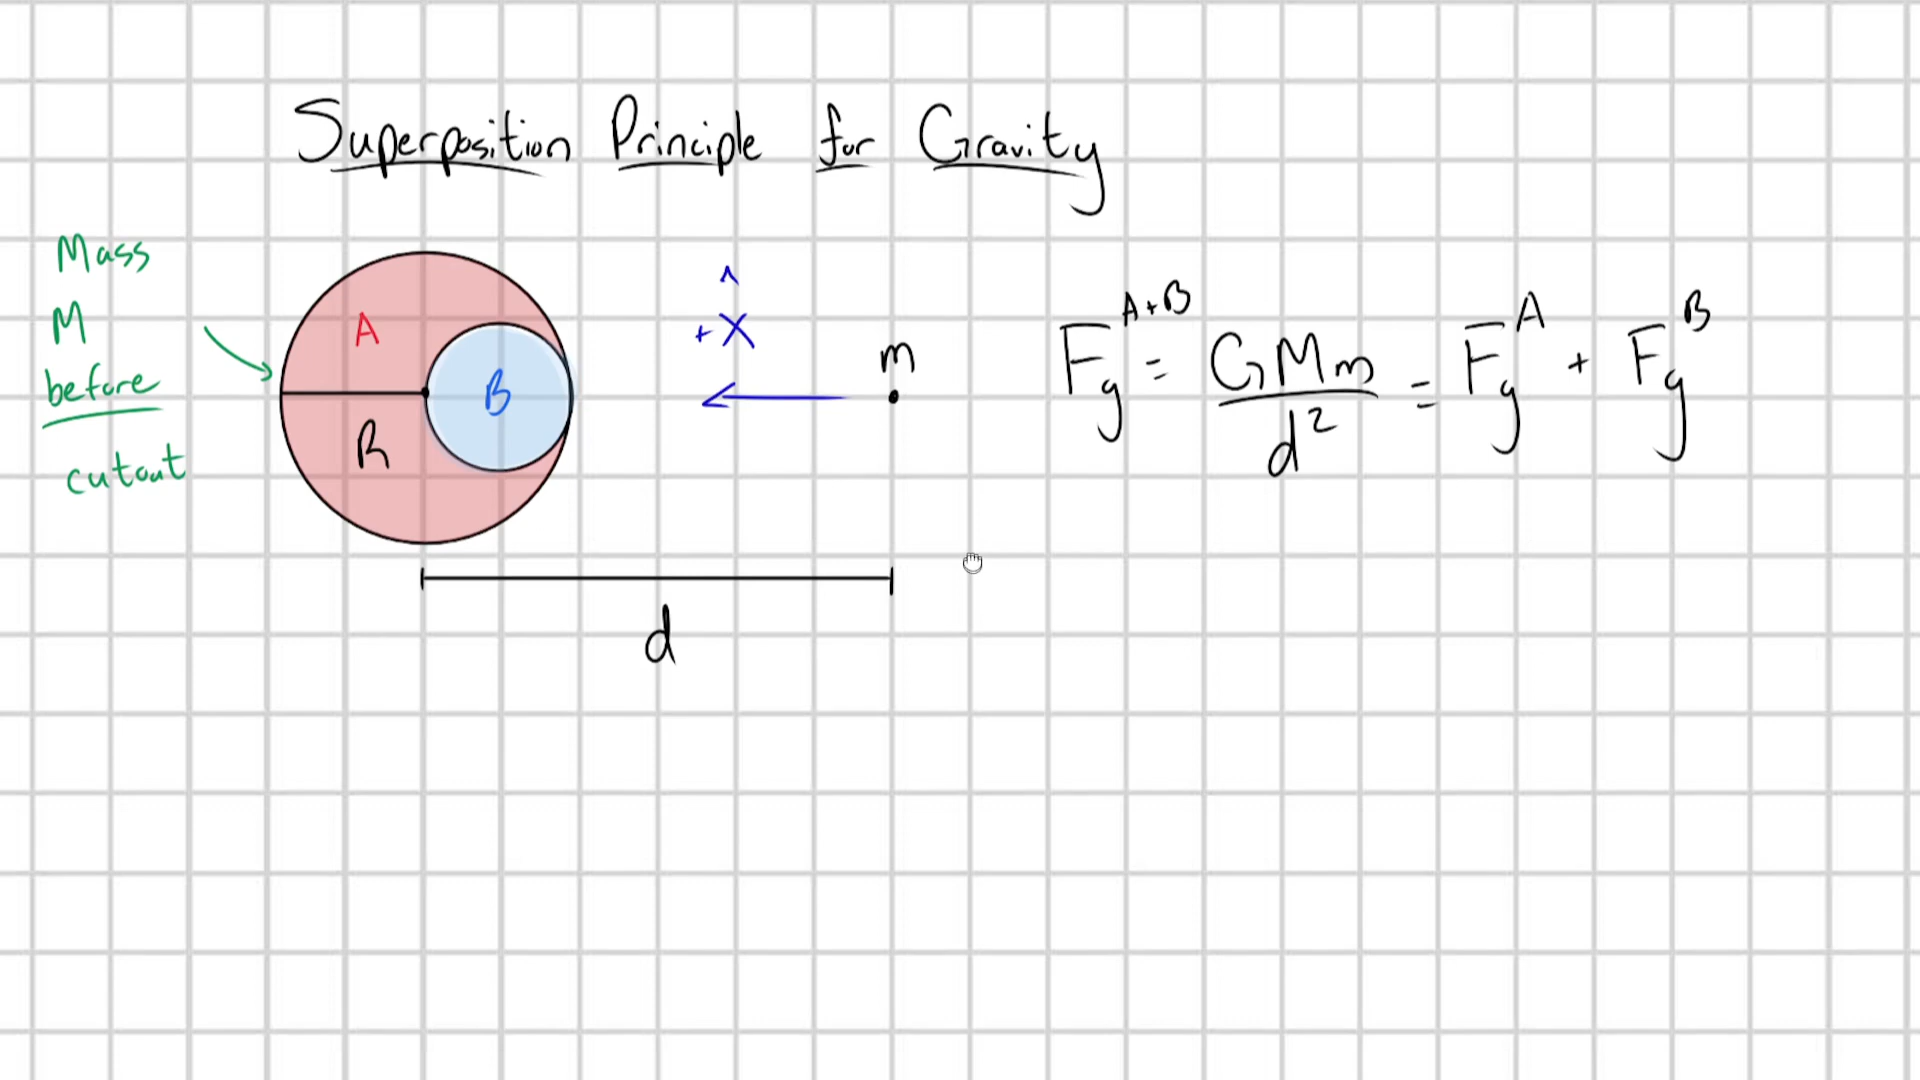 Superposition Principle for Gravity
Mass
M
before
cutout
A
R
B
+x̂
m
d
F_g^{A+B} = GMm/d² = F_g^A + F_g^B